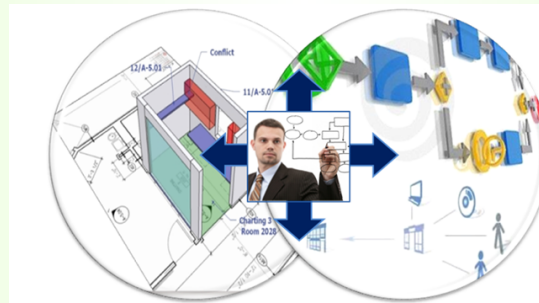 Conflict
12/A-5.01
11/A-5.0
Charting 3
Room 2028